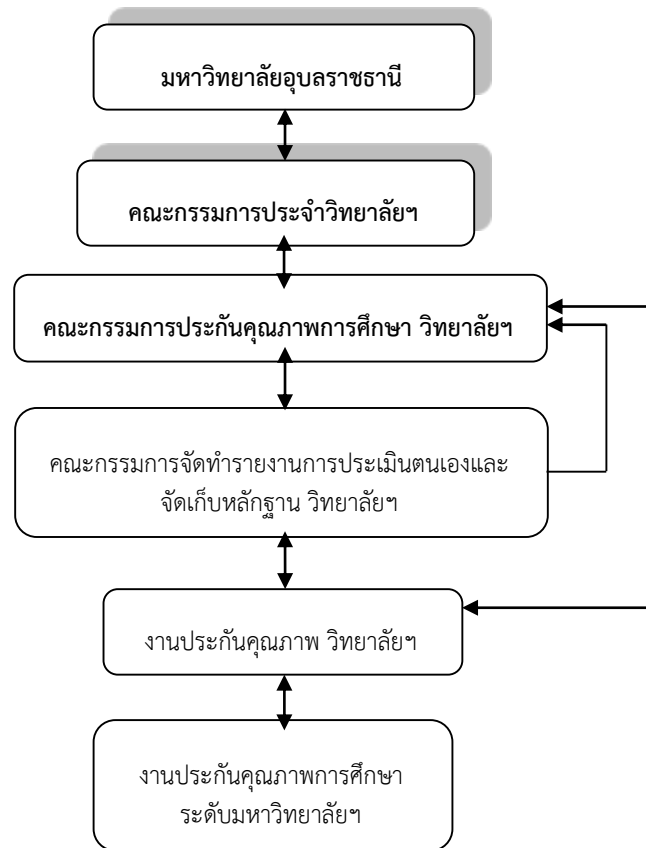 มหาวิทยาลัยอุบลราชธานี
คณะกรรมการประจำวิทยาลัยฯ
คณะกรรมการประกันคุณภาพการศึกษา วิทยาลัยฯ
คณะกรรมการจัดทำรายงานการประเมินตนเองและ
จัดเก็บหลักฐาน วิทยาลัยฯ
งานประกันคุณภาพ วิทยาลัยฯ
งานประกันคุณภาพการศึกษา
ระดับมหาวิทยาลัยฯ